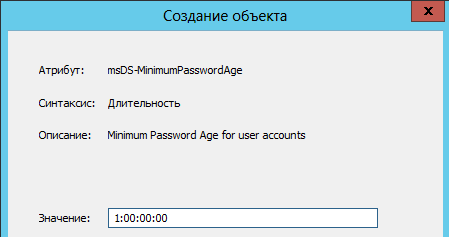 Создание объекта
x
Атрибут: msDS-MinimumPasswordAge
Синтаксис: Длительность
Описание: Minimum Password Age for user accounts
Значение: 1:00:00:00